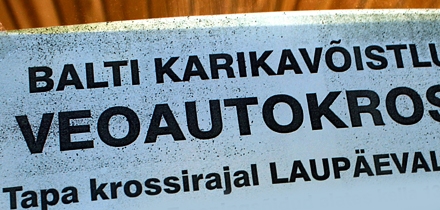 BALTI KARIKAVÕISTLU
VEOAUTOKROS
Tapa krossirajal LAUPÄEVAL